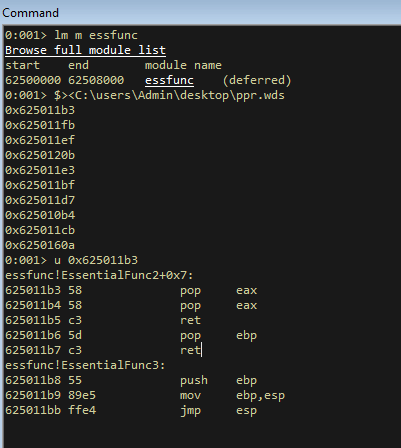 Command
0:001> lm m essfunc
Browse full module list
start    end        module name
62500000 62508000   essfunc    (deferred)
0:001> $><C:\users\Admin\desktop\ppr.wds
0x625011b3
0x625011fb
0x625011ef
0x6250120b
0x625011e3
0x625011bf
0x625011d7
0x625010b4
0x625011cb
0x6250160a
0:001> u 0x625011b3
essfunc!EssentialFunc2+0x7:
625011b3 58              pop     eax
625011b4 58              pop     eax
625011b5 c3              ret
625011b6 5d              pop     ebp
625011b7 c3              ret
essfunc!EssentialFunc3:
625011b8 55              push    ebp
625011b9 89e5            mov     ebp,esp
625011bb ffe4            jmp     esp